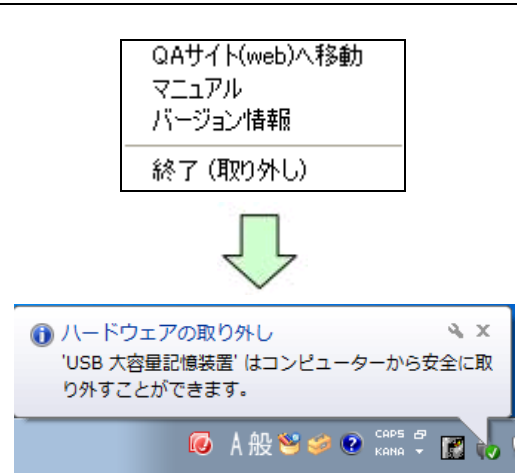 QAサイト(web)へ移動
マニュアル
バージョン情報
終了 (取り外し)
ハードウェアの取り外し
'USB 大容量記憶装置' はコンピューターから安全に取
り外すことができます。
A 般 CAPS
KANA